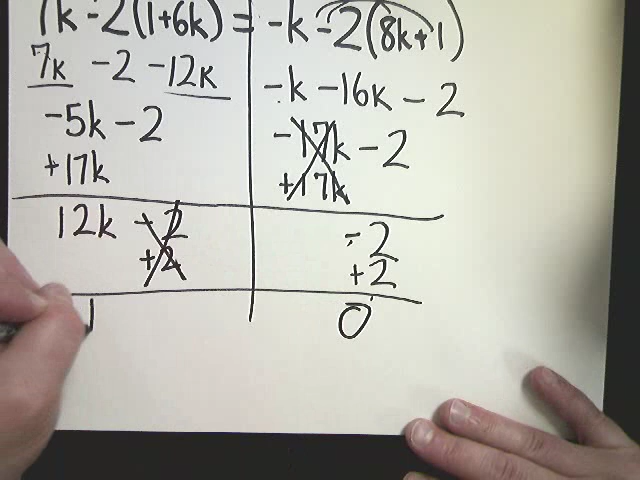 7k - 2(1+6k) = -k - 2(8k+1)
7k - 2 - 12k -k - 16k - 2
-5k - 2 -17k - 2
+17k +17k
12k - 2 -2
+2 +2
1 0